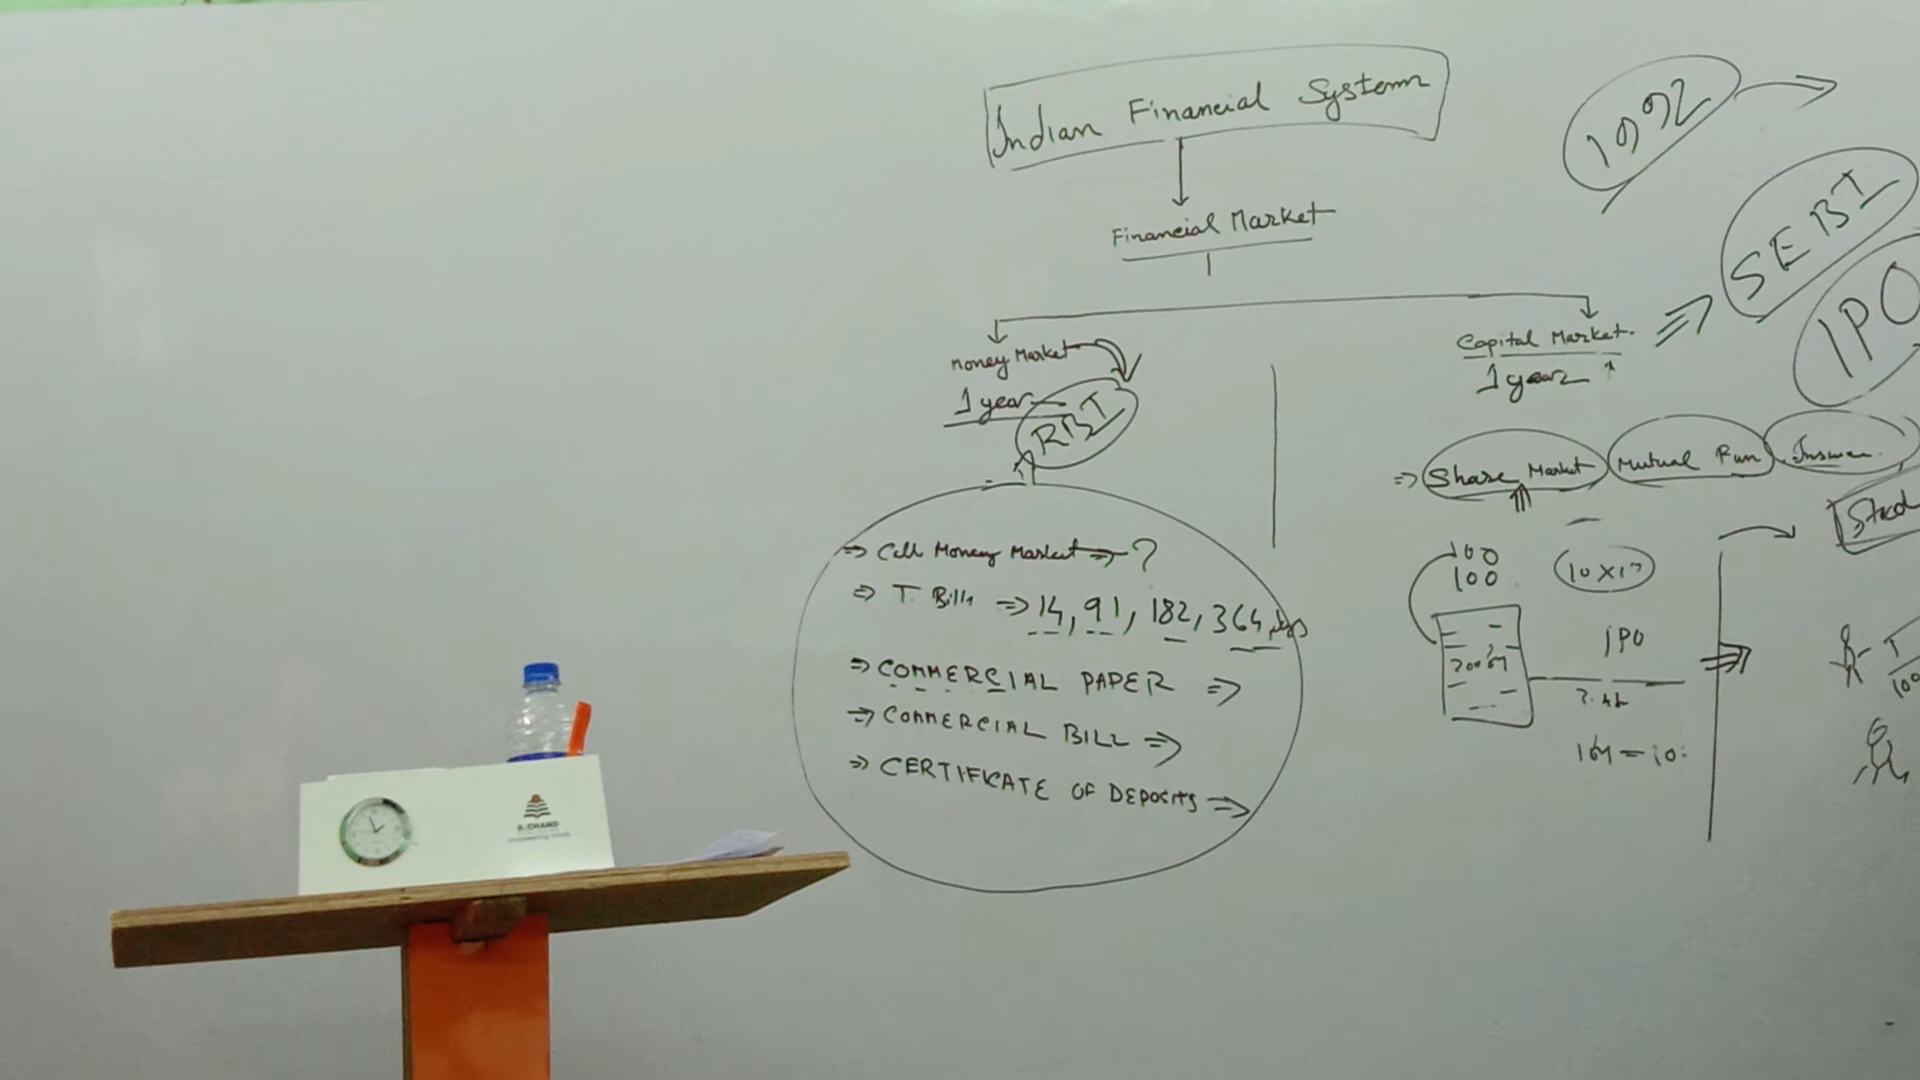 Indian Financial System
Financial Market
1992
SEBI
IPO
Money Market
1 year
RBI
Capital Market
1 year
=> Share Market Mutual Fun
=> Call Money Market => ?
=> T. Bills => 14, 91, 182, 364 days
=> COMMERCIAL PAPER =>
=> COMMERCIAL BILL =>
=> CERTIFICATE OF DEPOSITS =>
100
100
IPO
S. CHAND